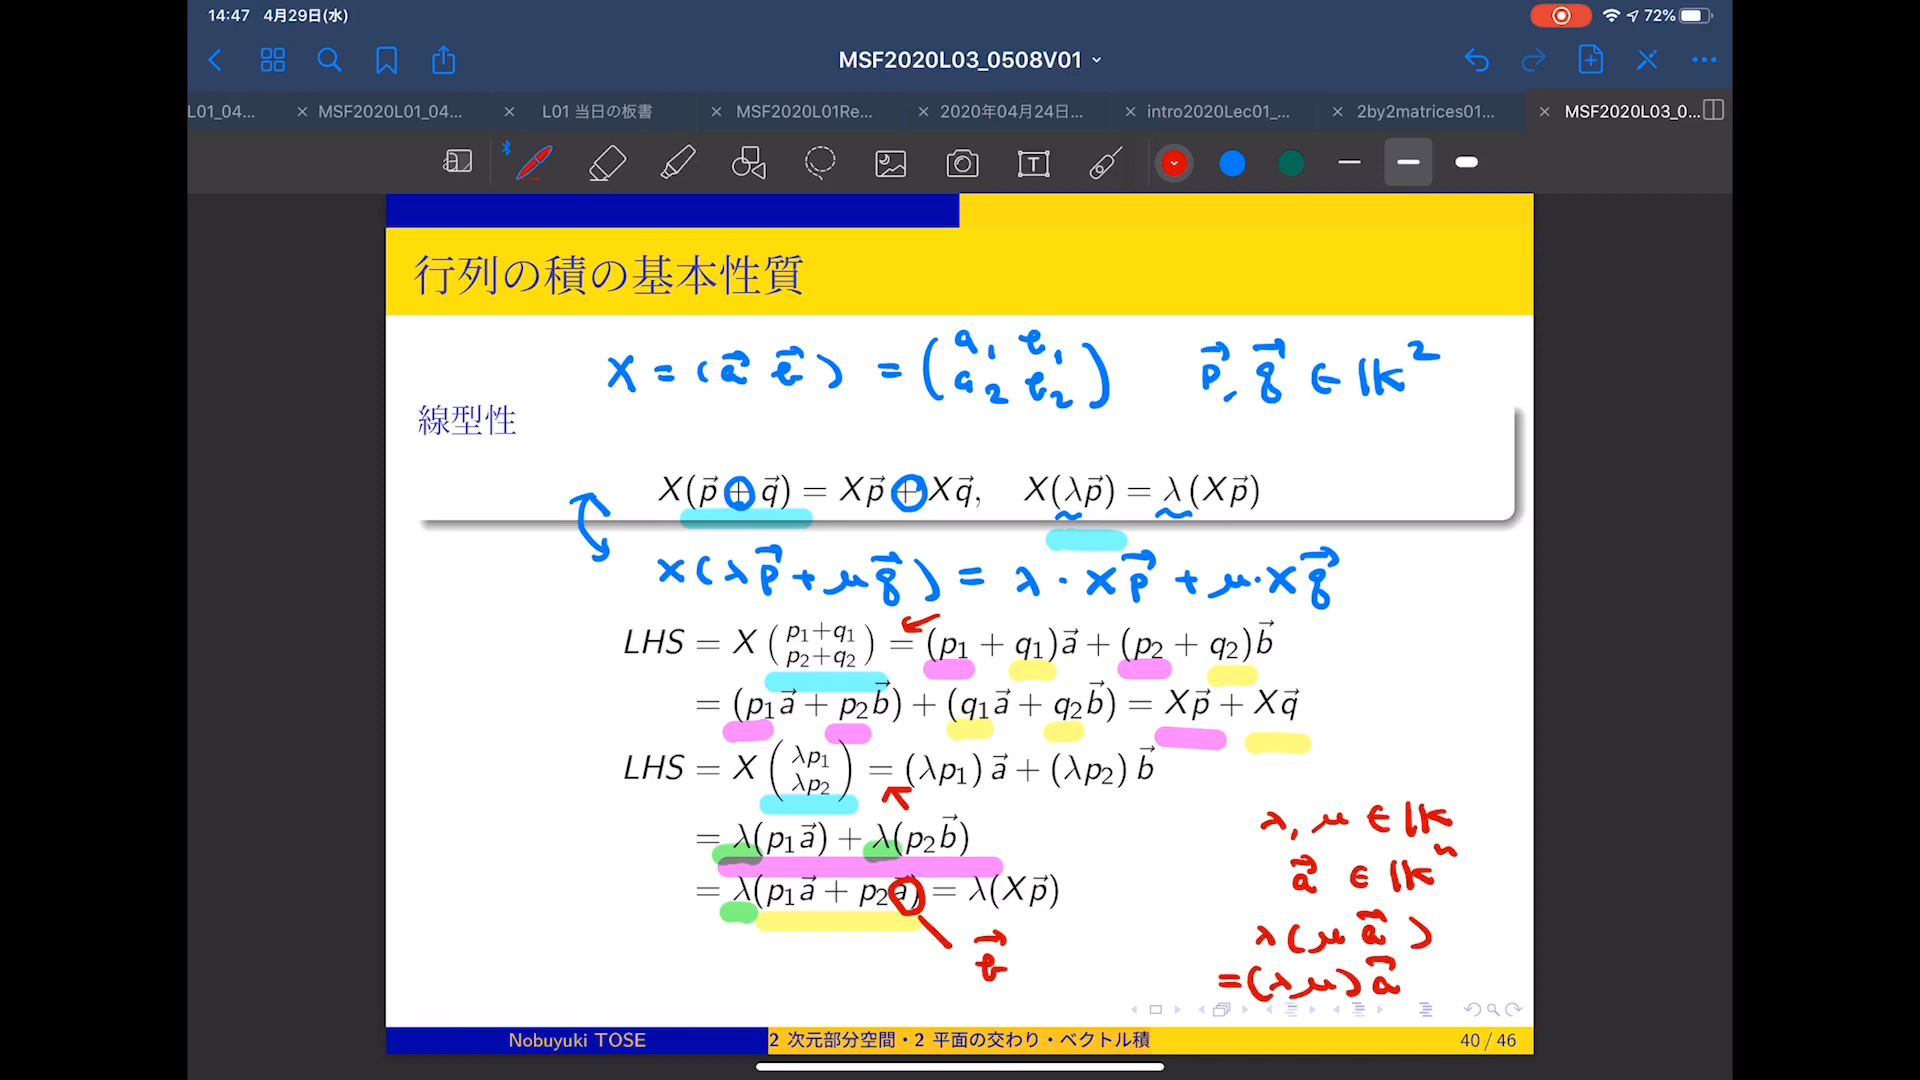 14:47 4月29日(水) 72%
MSF2020L03_0508V01
L01_04... MSF2020L01_04... L01 当日の板書 MSF2020L01Re... 2020年04月24日... intro2020Lec01_... 2by2matrices01... MSF2020L03_0...
行列の積の基本性質
X = (a⃗ b⃗) = (a₁ b₁ / a₂ b₂) p⃗, q⃗ ∈ 𝕂²
線型性
X(p⃗ + q⃗) = Xp⃗ + Xq⃗, X(λp⃗) = λ(Xp⃗)
X(λp⃗ + μq⃗) = λ・Xp⃗ + μ・Xq⃗
LHS = X (p₁+q₁ / p₂+q₂) = (p₁ + q₁)a⃗ + (p₂ + q₂)b⃗
= (p₁a⃗ + p₂b⃗) + (q₁a⃗ + q₂b⃗) = Xp⃗ + Xq⃗
LHS = X (λp₁ / λp₂) = (λp₁) a⃗ + (λp₂) b⃗
= λ(p₁a⃗) + λ(p₂b⃗)
= λ(p₁a⃗ + p₂a⃗) = λ(Xp⃗)
b⃗
λ, μ ∈ 𝕂
a⃗ ∈ 𝕂ⁿ
λ(μa⃗)
=(λμ)a⃗
Nobuyuki TOSE 2 次元部分空間・2 平面の交わり・ベクトル積 40 / 46